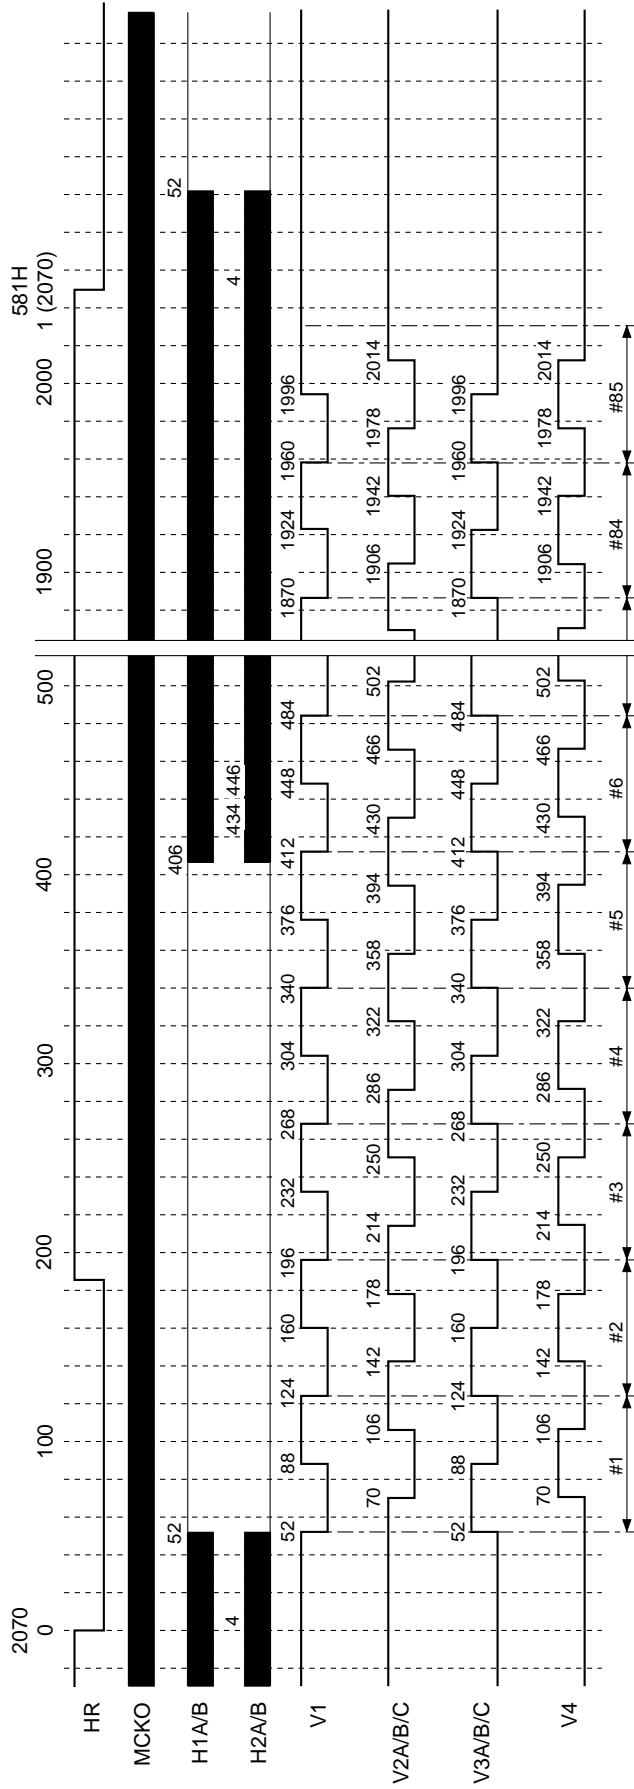 2070 581H
0 100 200 300 400 500 1900 2000 1 (2070)
HR
MCKO
H1A/B 52 406 52
H2A/B 4 434 446 4
V1 52 88 124 160 196 232 268 304 340 376 412 448 484 1870 1924 1960 1996
V2A/B/C 70 106 142 178 214 250 286 322 358 394 430 466 502 1906 1942 1978 2014
V3A/B/C 52 88 124 160 196 232 268 304 340 376 412 448 484 1870 1924 1960 1996
V4 70 106 142 178 214 250 286 322 358 394 430 466 502 1906 1942 1978 2014
#1 #2 #3 #4 #5 #6 #84 #85